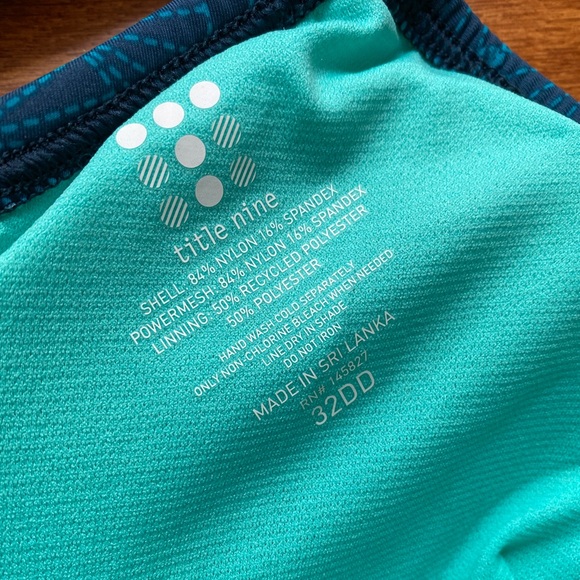 title nine
SHELL: 84% NYLON 16% SPANDEX
POWERMESH: 84% NYLON 16% SPANDEX
LINNING: 50% RECYCLED POLYESTER
50% POLYESTER
HAND WASH COLD SEPARATELY
ONLY NON-CHLORINE BLEACH WHEN NEEDED
LINE DRY IN SHADE
DO NOT IRON
MADE IN SRI LANKA
RN# 145827
32DD